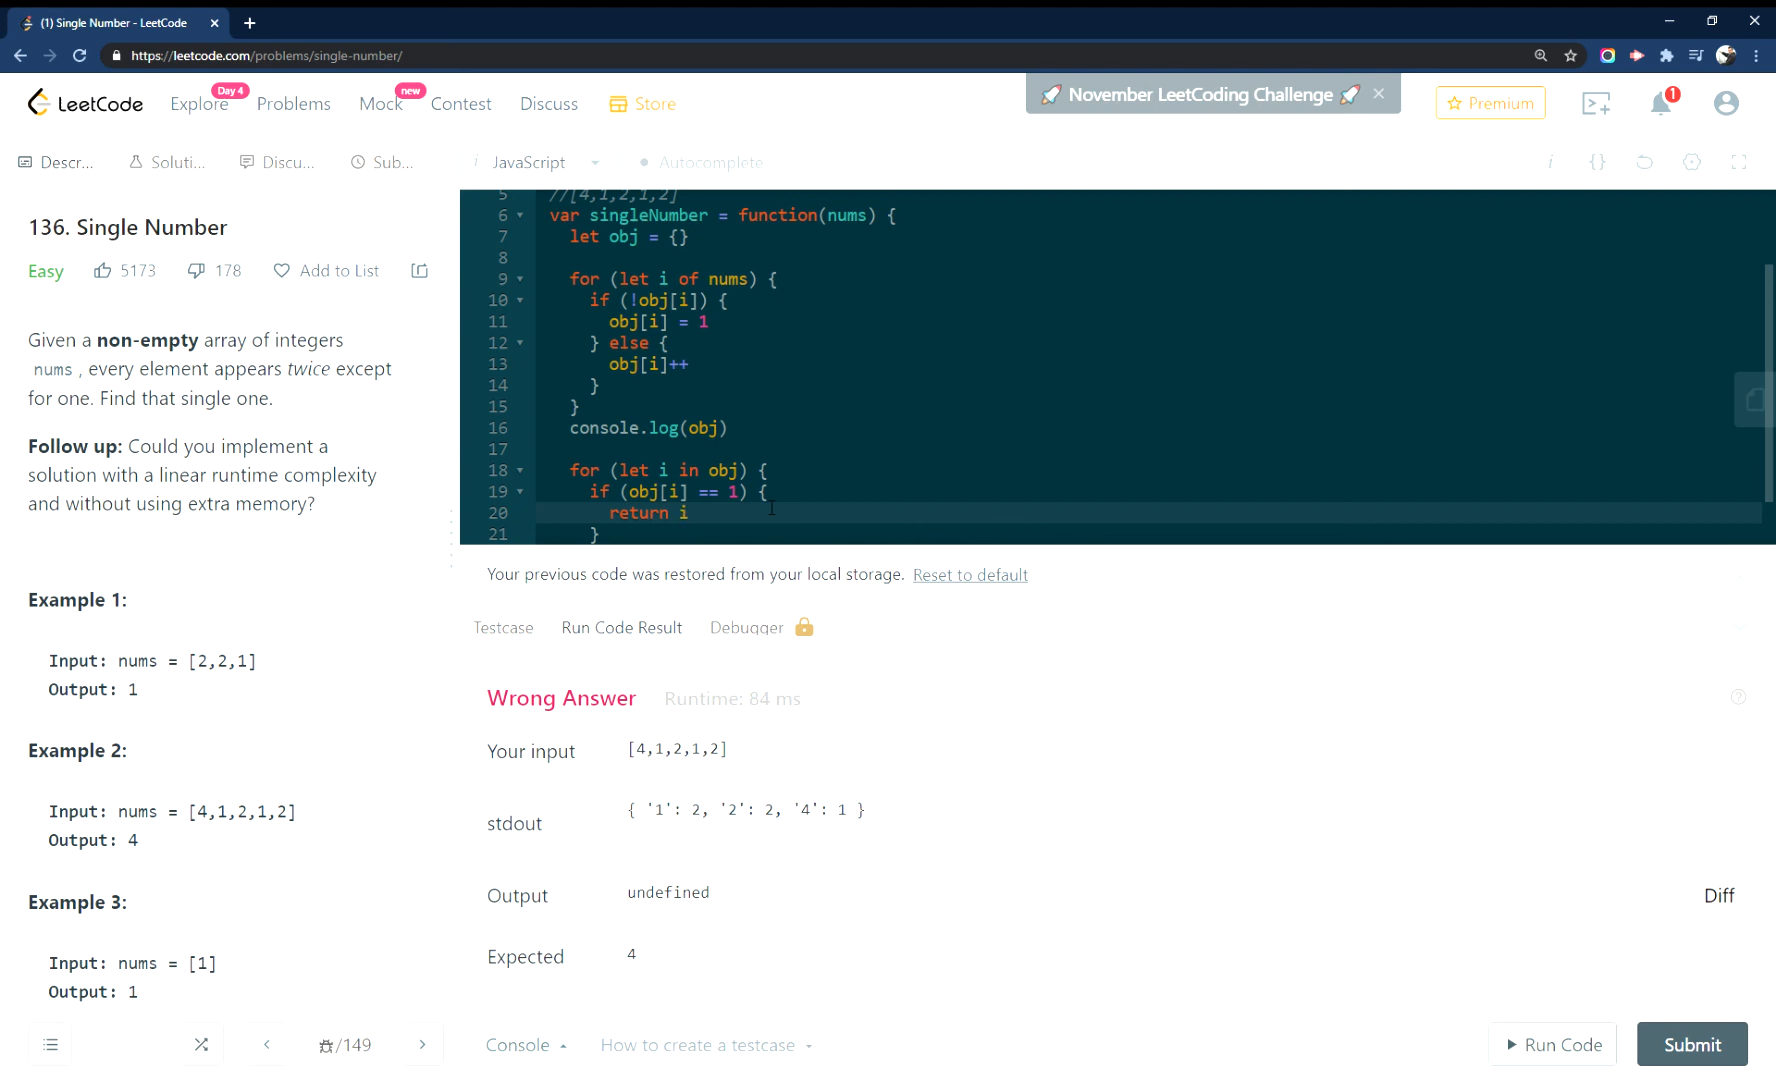 (1) Single Number - LeetCode
https://leetcode.com/problems/single-number/
LeetCode
Explore
Day 4
Problems
Mock
new
Contest
Discuss
Store
🚀 November LeetCoding Challenge 🚀 ×
Premium
1
Descr...
Soluti...
Discu...
Sub...
i JavaScript
Autocomplete
i {}
136. Single Number
Easy 5173 178 Add to List
Given a non-empty array of integers
nums , every element appears twice except
for one. Find that single one.
Follow up: Could you implement a
solution with a linear runtime complexity
and without using extra memory?
Example 1:
Input: nums = [2,2,1]
Output: 1
Example 2:
Input: nums = [4,1,2,1,2]
Output: 4
Example 3:
Input: nums = [1]
Output: 1
/149
5 //[4,1,2,1,2]
6 var singleNumber = function(nums) {
7 let obj = {}
8
9 for (let i of nums) {
10 if (!obj[i]) {
11 obj[i] = 1
12 } else {
13 obj[i]++
14 }
15 }
16 console.log(obj)
17
18 for (let i in obj) {
19 if (obj[i] == 1) {
20 return i
21 }
Your previous code was restored from your local storage. Reset to default
Testcase Run Code Result Debugger
Wrong Answer Runtime: 84 ms
Your input [4,1,2,1,2]
stdout { '1': 2, '2': 2, '4': 1 }
Output undefined
Diff
Expected 4
Console How to create a testcase
Run Code
Submit